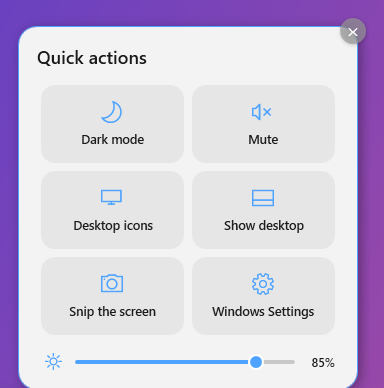 Quick actions
Dark mode
Mute
Desktop icons
Show desktop
Snip the screen
Windows Settings
85%